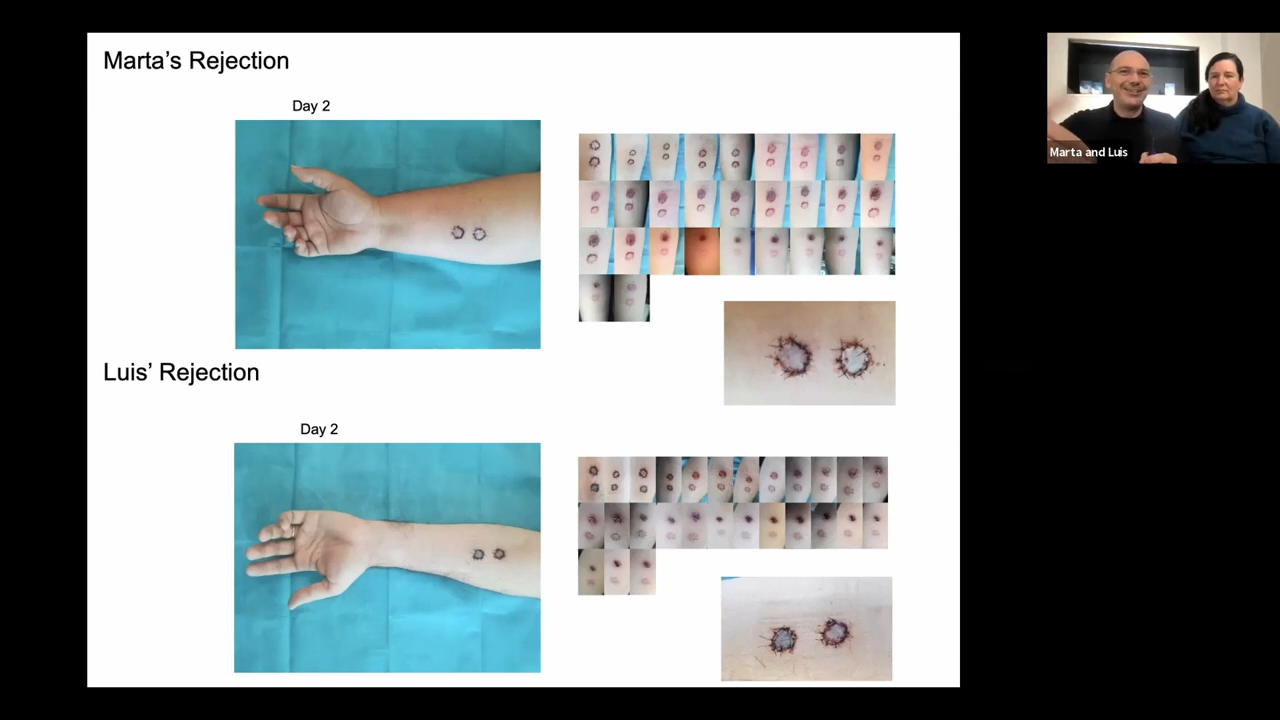 Marta’s Rejection
Day 2
Marta and Luis
Luis’ Rejection
Day 2